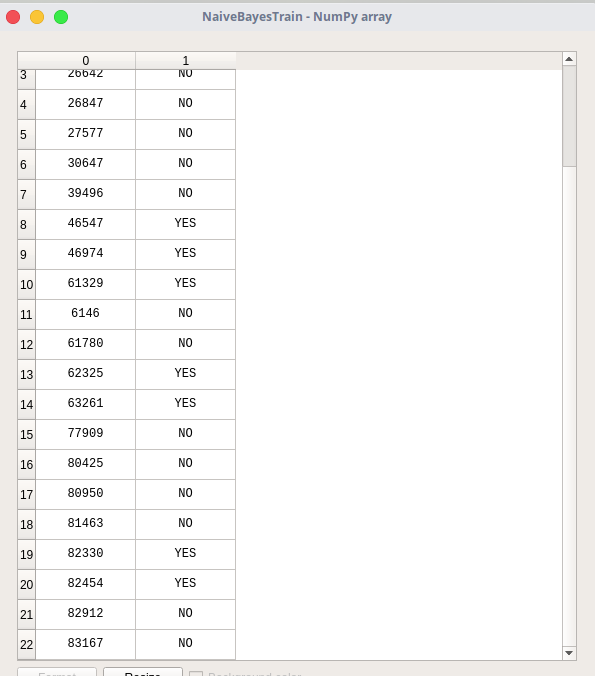 NaiveBayesTrain - NumPy array
0 1
3 26642 NO
4 26847 NO
5 27577 NO
6 30647 NO
7 39496 NO
8 46547 YES
9 46974 YES
10 61329 YES
11 6146 NO
12 61780 NO
13 62325 YES
14 63261 YES
15 77909 NO
16 80425 NO
17 80950 NO
18 81463 NO
19 82330 YES
20 82454 YES
21 82912 NO
22 83167 NO
Format Resize Background color